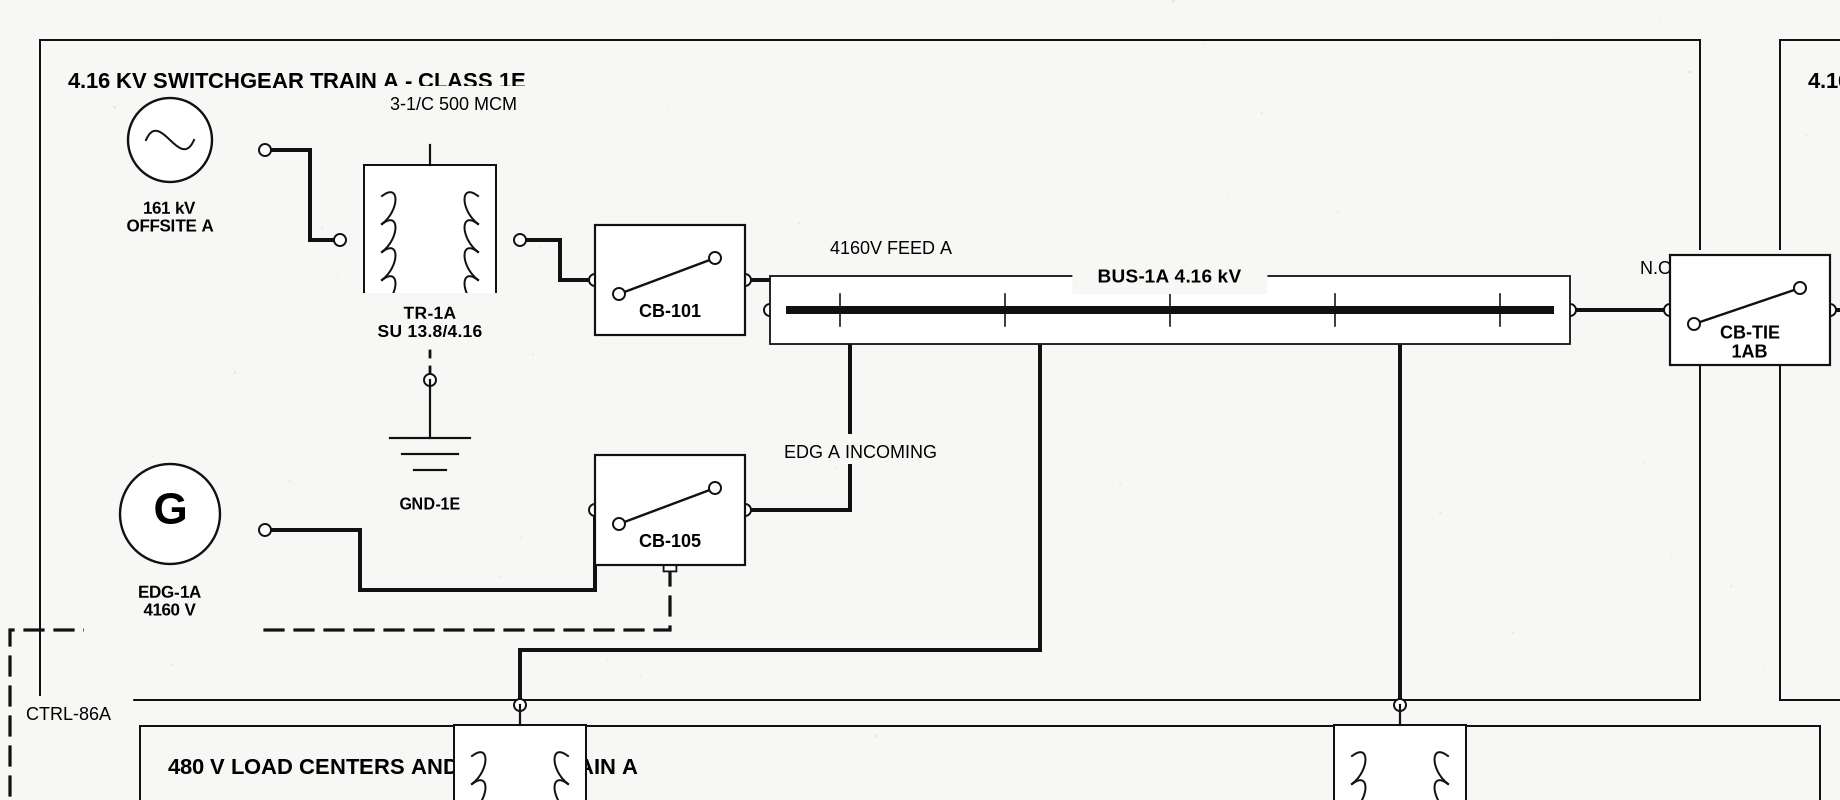 4.16 KV SWITCHGEAR TRAIN A - CLASS 1E
3-1/C 500 MCM
161 kV
OFFSITE A
4160V FEED A
BUS-1A 4.16 kV
N.O
CB-101
TR-1A
SU 13.8/4.16
CB-TIE
1AB
EDG A INCOMING
G
GND-1E
CB-105
EDG-1A
4160 V
CTRL-86A
480 V LOAD CENTERS AND
AIN A